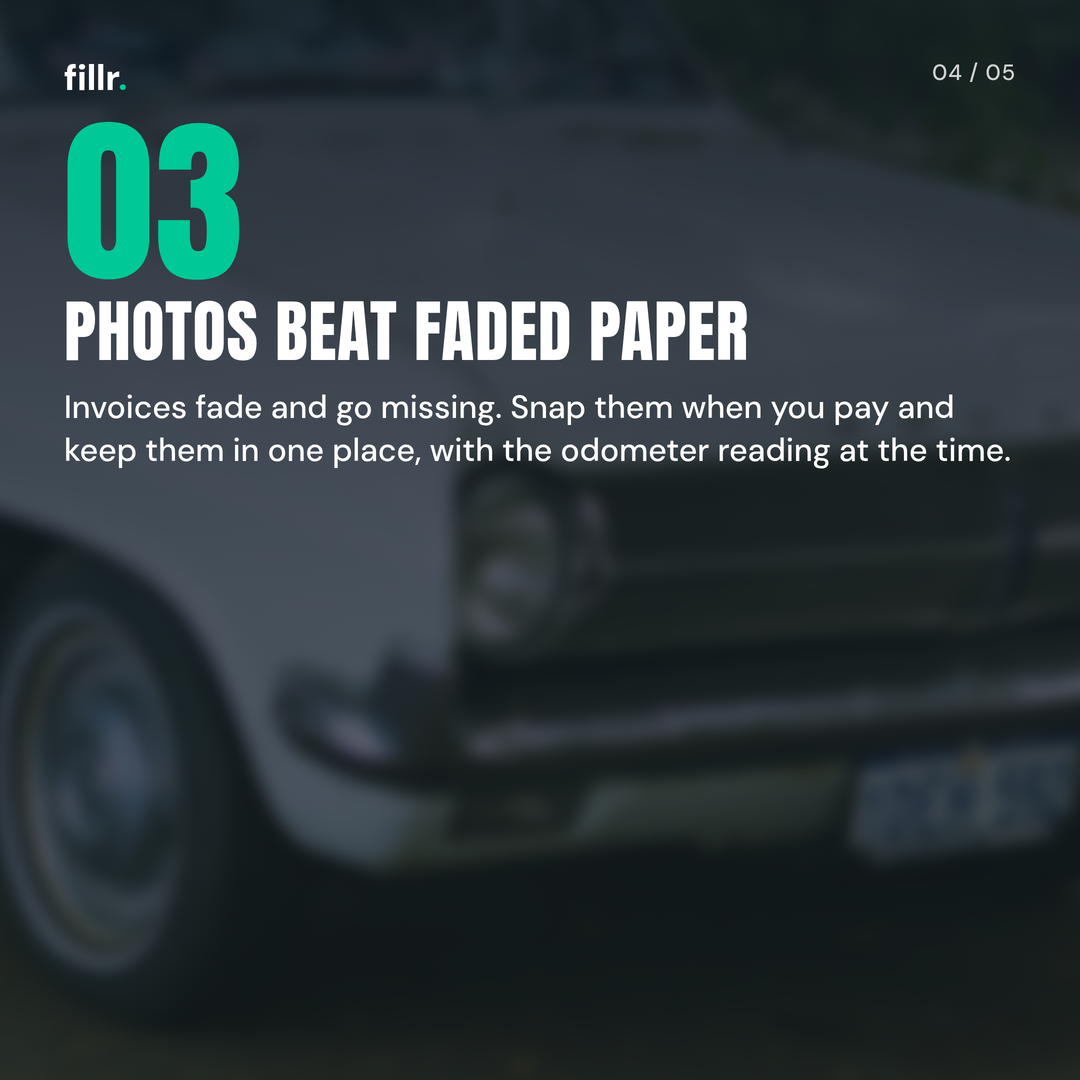 fillr.
04 / 05
03
PHOTOS BEAT FADED PAPER
Invoices fade and go missing. Snap them when you pay and
keep them in one place, with the odometer reading at the time.